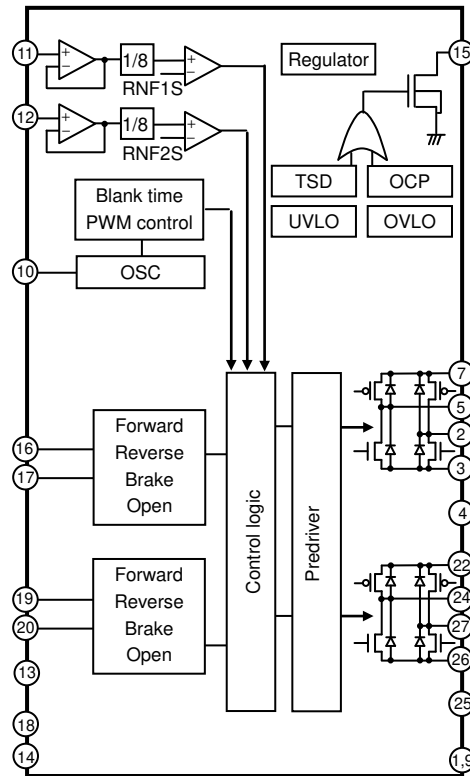 11
1/8
RNF1S
Regulator
15
12
1/8
RNF2S
TSD
OCP
UVLO
OVLO
Blank time
PWM control
10
OSC
7
5
2
3
4
16
17
Forward
Reverse
Brake
Open
Control logic
Predriver
22
24
27
26
25
19
20
Forward
Reverse
Brake
Open
13
18
14
1,9
+
−
+
−
+
−
+
−